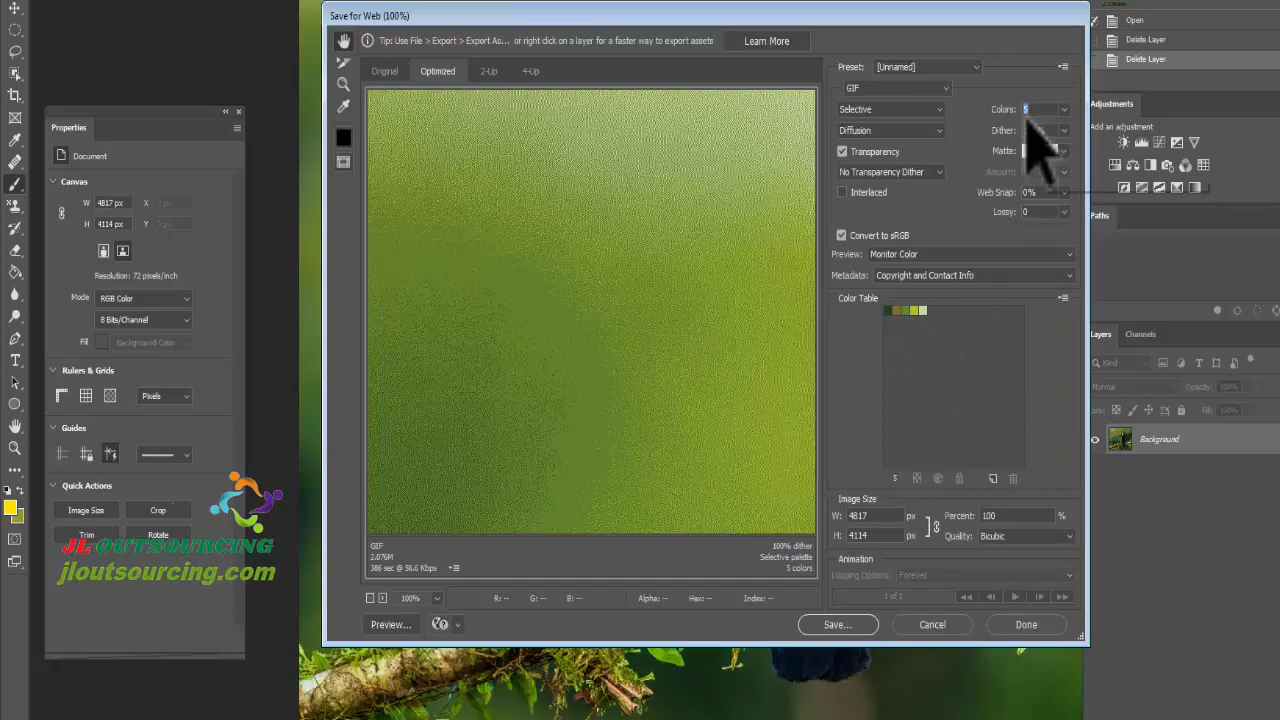 Save for Web (100%)
Tip: Use File > Export > Export As... or right click on a layer for a faster way to export assets
Learn More
Original
Optimized
2-Up
4-Up
Preset:
[Unnamed]
GIF
Selective
Colors:
5
Diffusion
Dither:
Transparency
Matte:
No Transparency Dither
Amount:
Interlaced
Web Snap:
0%
Lossy:
0
Convert to sRGB
Preview:
Monitor Color
Metadata:
Copyright and Contact Info
Color Table
5
Image Size
W:
4817
px
Percent:
100
%
H:
4114
px
Quality:
Bicubic
Animation
Looping Options:
Forever
1 of 1
GIF
2.076M
386 sec @ 56.6 Kbps
100% dither
Selective palette
5 colors
100%
R: --
G: --
B: --
Alpha: --
Hex: --
Index: --
Preview...
Save...
Cancel
Done
Properties
Document
Canvas
W
4817 px
X
0 px
H
4114 px
Y
0 px
Resolution: 72 pixels/inch
Mode
RGB Color
8 Bits/Channel
Fill
Background Color
Rulers & Grids
Pixels
Guides
Quick Actions
Image Size
Crop
Trim
Rotate
JL OUTSOURCING
jloutsourcing.com
Open
Delete Layer
Delete Layer
Adjustments
Add an adjustment
Paths
Layers
Channels
Kind
Normal
Opacity:
100%
Fill:
100%
Background